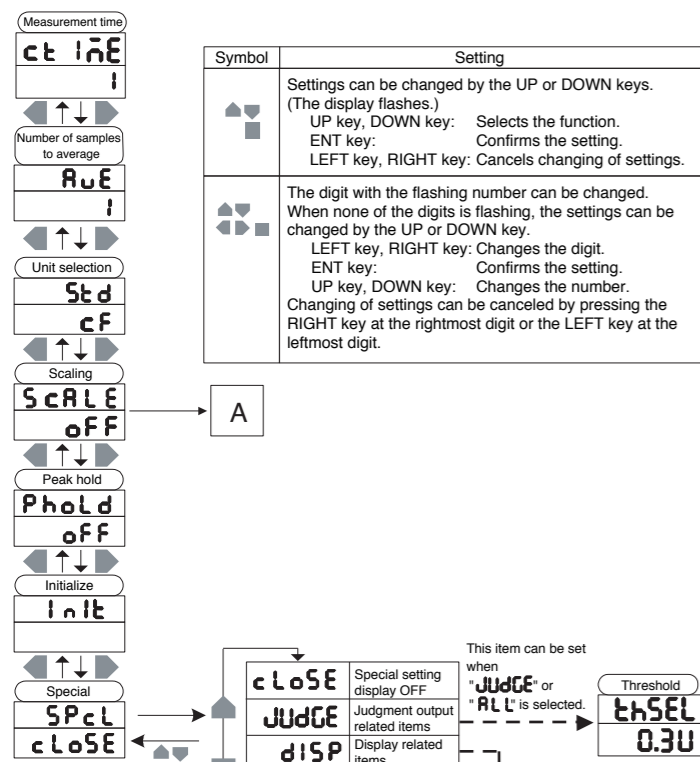 Measurement time
ct IME
1
Number of samples
to average
AvE
1
Unit selection
Std
cF
Scaling
ScALE
oFF
A
Peak hold
PhoLd
oFF
Initialize
InIt
Special
SPcL
cLoSE
Symbol Setting
Settings can be changed by the UP or DOWN keys.
(The display flashes.)
UP key, DOWN key: Selects the function.
ENT key: Confirms the setting.
LEFT key, RIGHT key: Cancels changing of settings.
The digit with the flashing number can be changed.
When none of the digits is flashing, the settings can be
changed by the UP or DOWN key.
LEFT key, RIGHT key: Changes the digit.
ENT key: Confirms the setting.
UP key, DOWN key: Changes the number.
Changing of settings can be canceled by pressing the
RIGHT key at the rightmost digit or the LEFT key at the
leftmost digit.
cLoSE Special setting
display OFF
JUdGE Judgment output
related items
dISP Display related
items
This item can be set
when
"JUdGE" or
"ALL" is selected.
Threshold
thSEL
0.3U